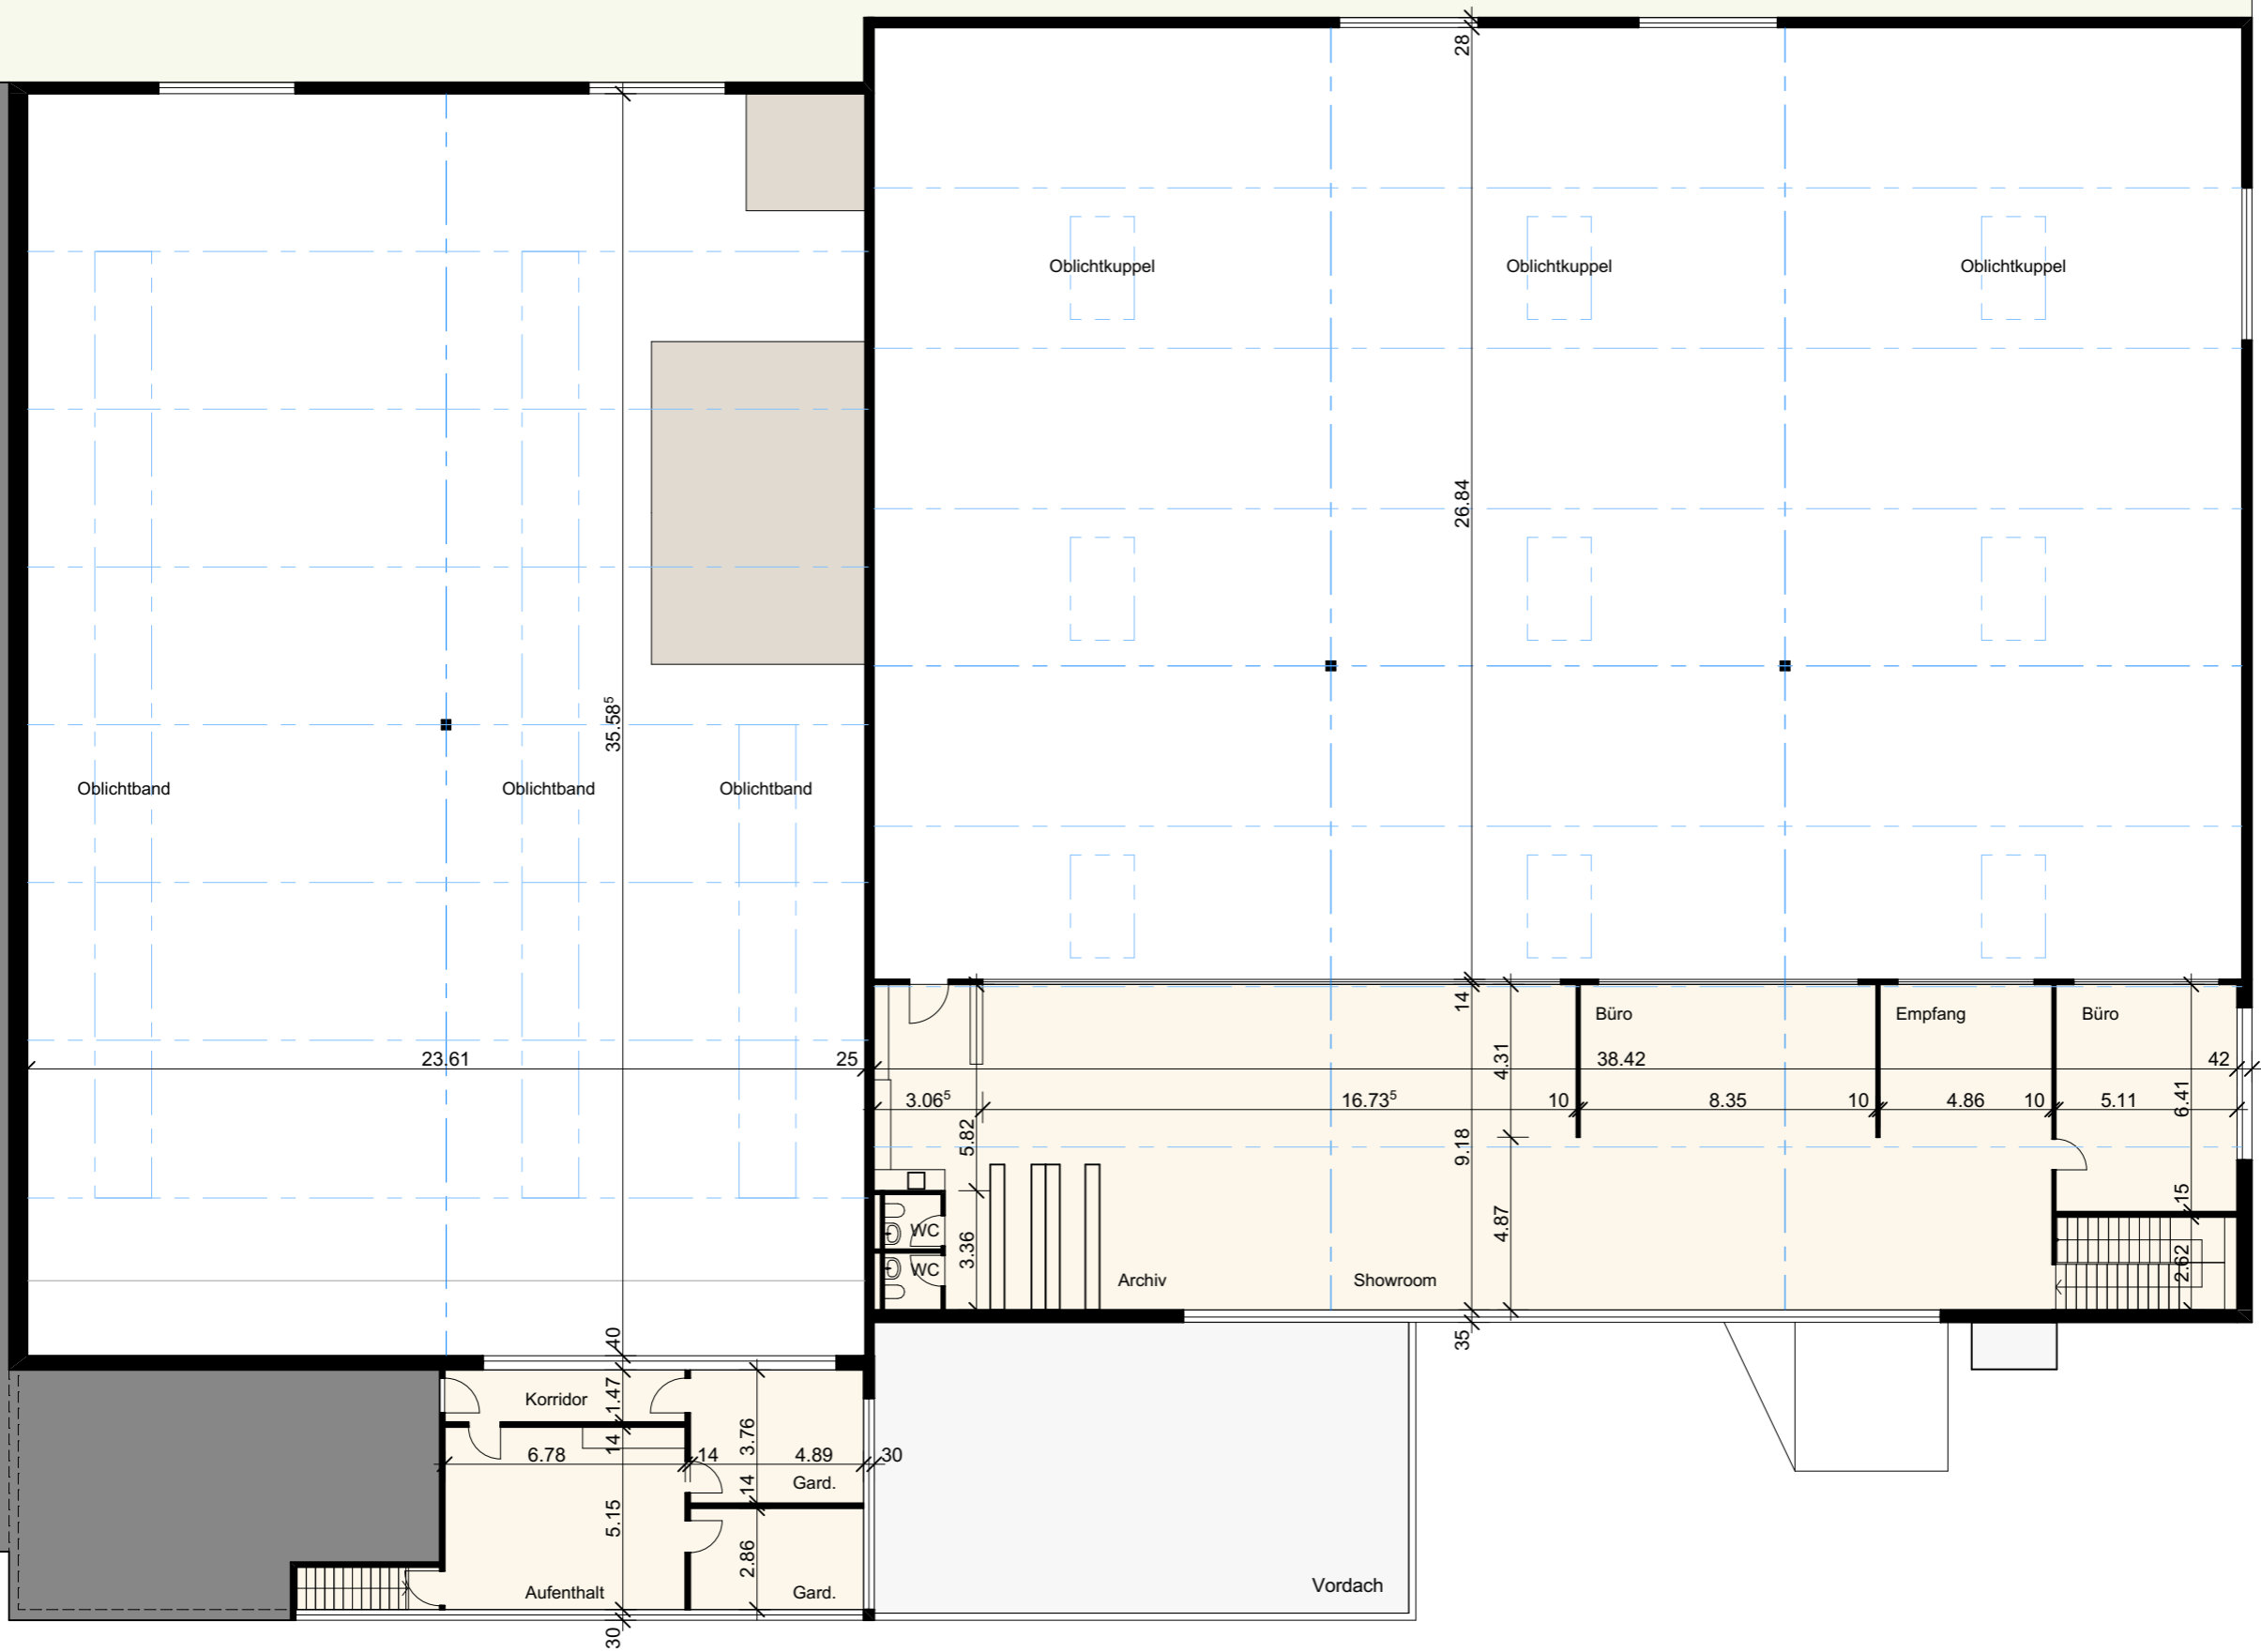 28
Oblichtkuppel
Oblichtkuppel
Oblichtkuppel
26.84
35.58⁵
Oblichtband
Oblichtband
Oblichtband
14
Büro
Empfang
Büro
4.31
23.61
25
38.42
42
3.06⁵
16.73⁵
10
8.35
10
4.86
10
5.11
6.41
5.82
9.18
15
4.87
WC
3.36
2.62
WC
Archiv
Showroom
40
35
Korridor
1.47
3.76
14
6.78
14
4.89
30
14
Gard.
5.15
2.86
Aufenthalt
Gard.
Vordach
30